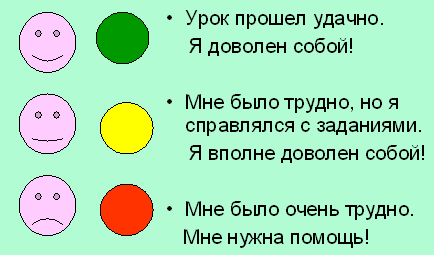 • Урок прошел удачно.
Я доволен собой!
• Мне было трудно, но я
справлялся с заданиями.
Я вполне доволен собой!
• Мне было очень трудно.
Мне нужна помощь!